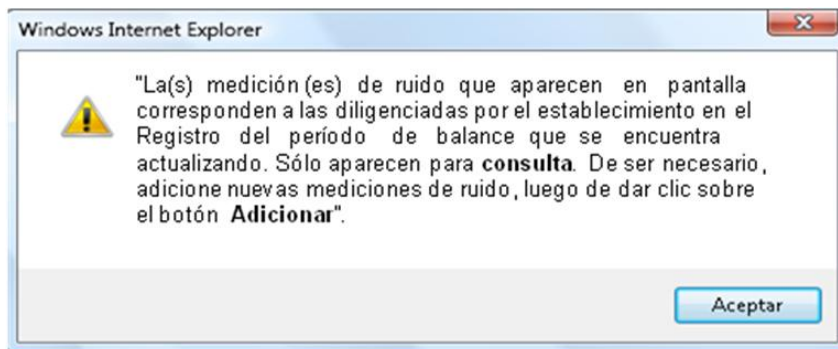 Windows Internet Explorer
"La(s) medición (es) de ruido que aparecen en pantalla
corresponden a las diligenciadas por el establecimiento en el
Registro del período de balance que se encuentra
actualizando. Sólo aparecen para consulta. De ser necesario,
adicione nuevas mediciones de ruido, luego de dar clic sobre
el botón Adicionar".
Aceptar